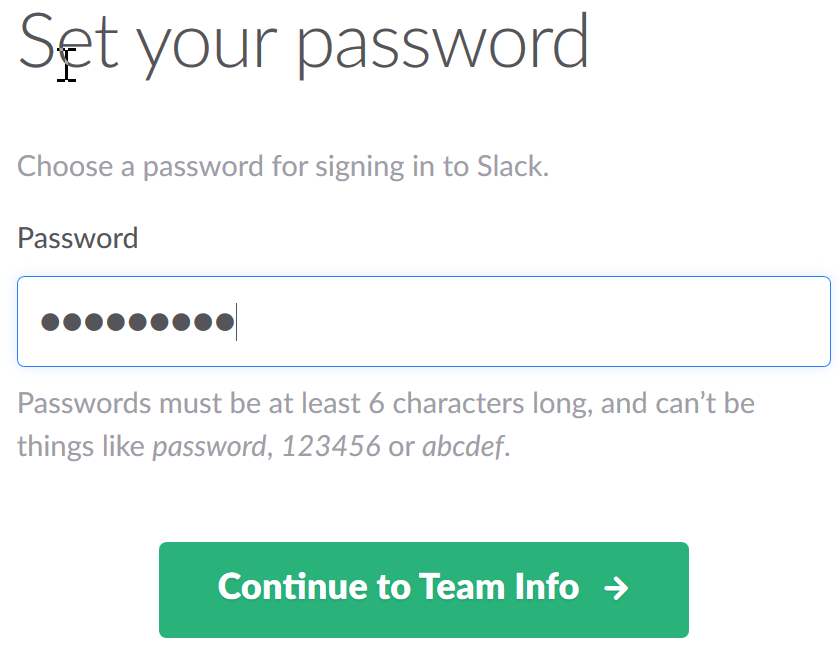 Set your password
Choose a password for signing in to Slack.
Password
●●●●●●●●●
Passwords must be at least 6 characters long, and can’t be
things like password, 123456 or abcdef.
Continue to Team Info →